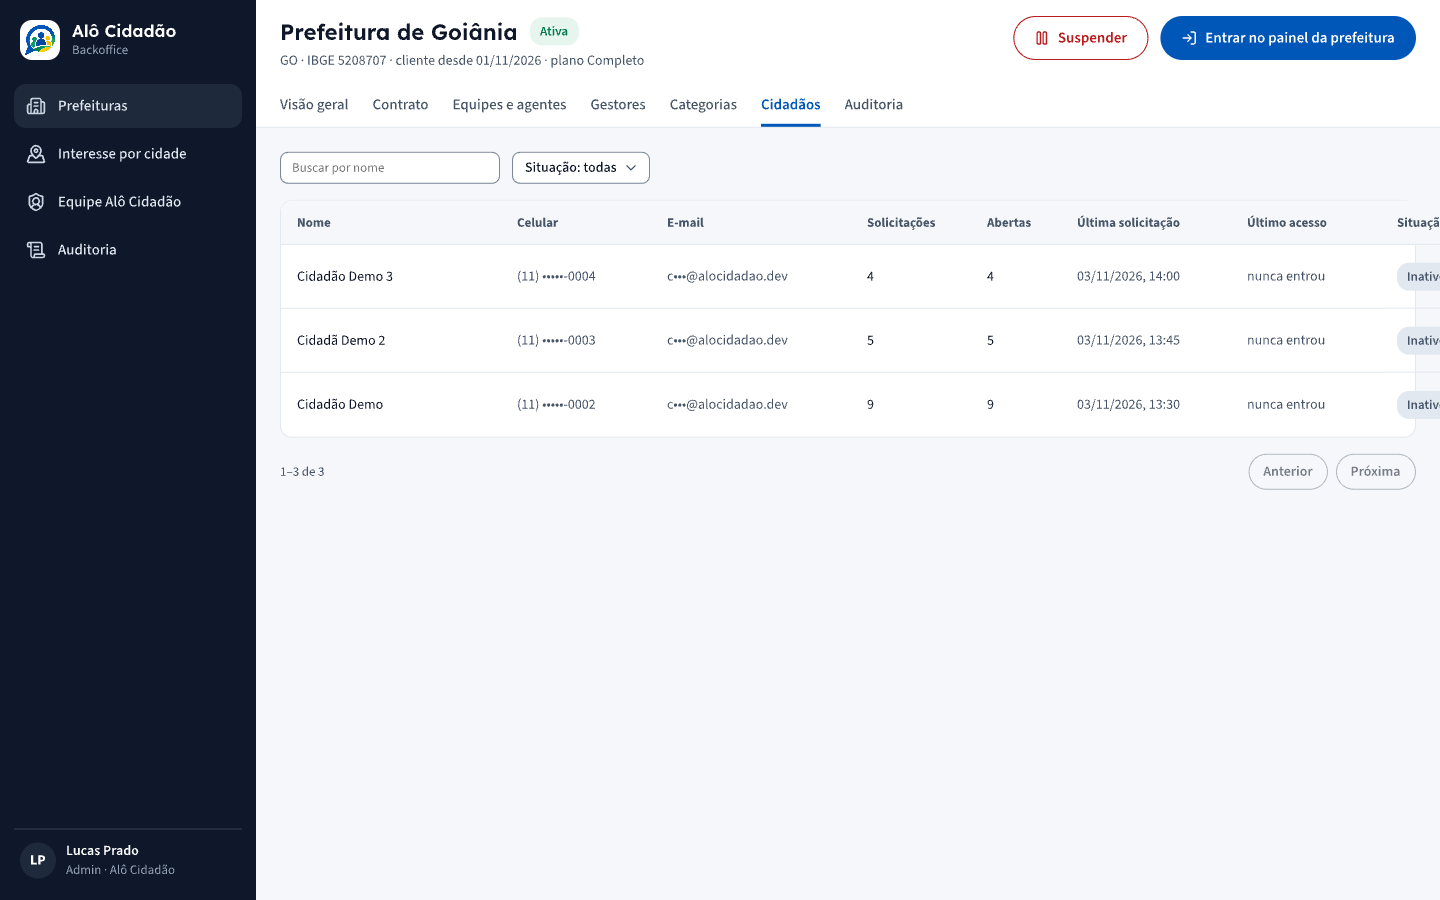 Alô Cidadão
Backoffice
Prefeituras
Interesse por cidade
Equipe Alô Cidadão
Auditoria
LP
Lucas Prado
Admin · Alô Cidadão
Prefeitura de Goiânia Ativa
GO · IBGE 5208707 · cliente desde 01/11/2026 · plano Completo
Suspender
Entrar no painel da prefeitura
Visão geral Contrato Equipes e agentes Gestores Categorias Cidadãos Auditoria
Buscar por nome
Situação: todas
Nome Celular E-mail Solicitações Abertas Última solicitação Último acesso
Cidadão Demo 3 (11) •••••-0004 c•••@alocidadao.dev 4 4 03/11/2026, 14:00 nunca entrou
Cidadã Demo 2 (11) •••••-0003 c•••@alocidadao.dev 5 5 03/11/2026, 13:45 nunca entrou
Cidadão Demo (11) •••••-0002 c•••@alocidadao.dev 9 9 03/11/2026, 13:30 nunca entrou
1–3 de 3
Anterior Próxima